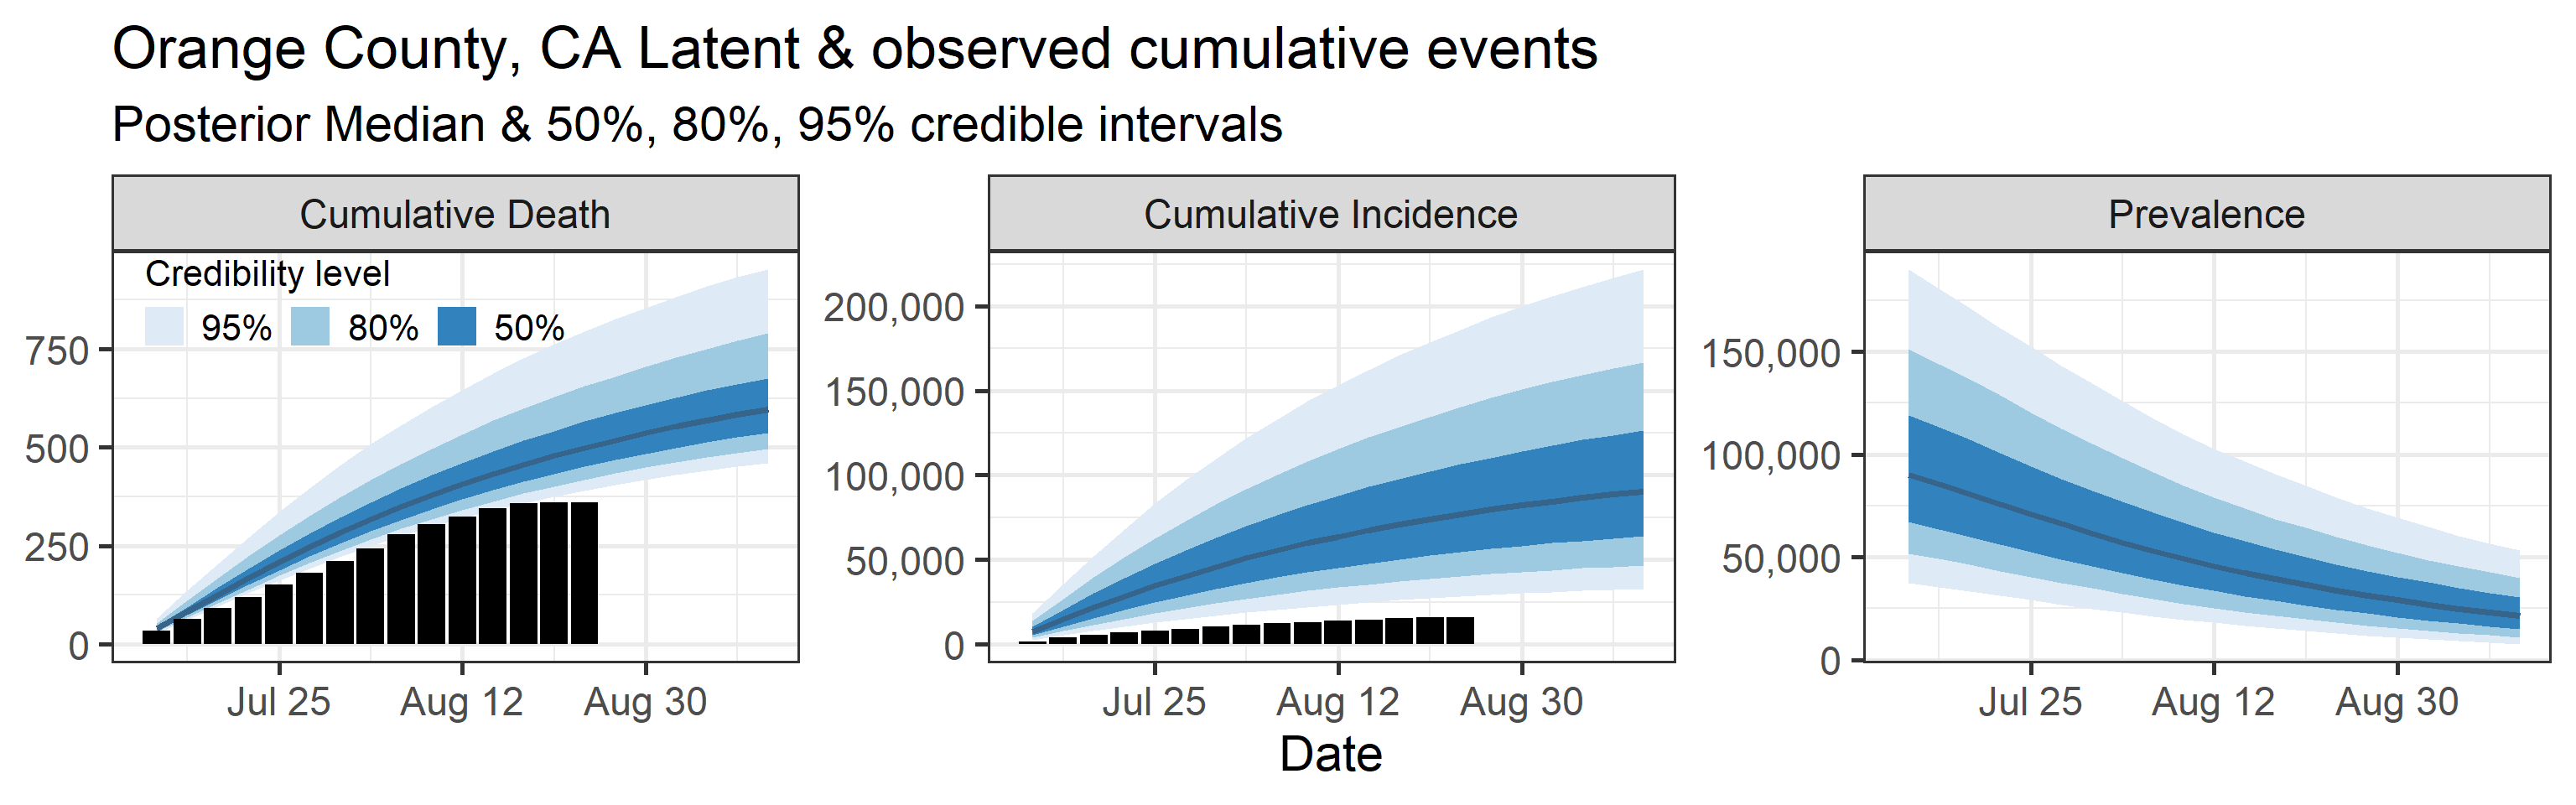 Orange County, CA Latent & observed cumulative events
Posterior Median & 50%, 80%, 95% credible intervals
Cumulative Death
Cumulative Incidence
Prevalence
Credibility level
95% 80% 50%
750
500
250
0
Jul 25 Aug 12 Aug 30
200,000
150,000
100,000
50,000
0
Jul 25 Aug 12 Aug 30
150,000
100,000
50,000
0
Jul 25 Aug 12 Aug 30
Date